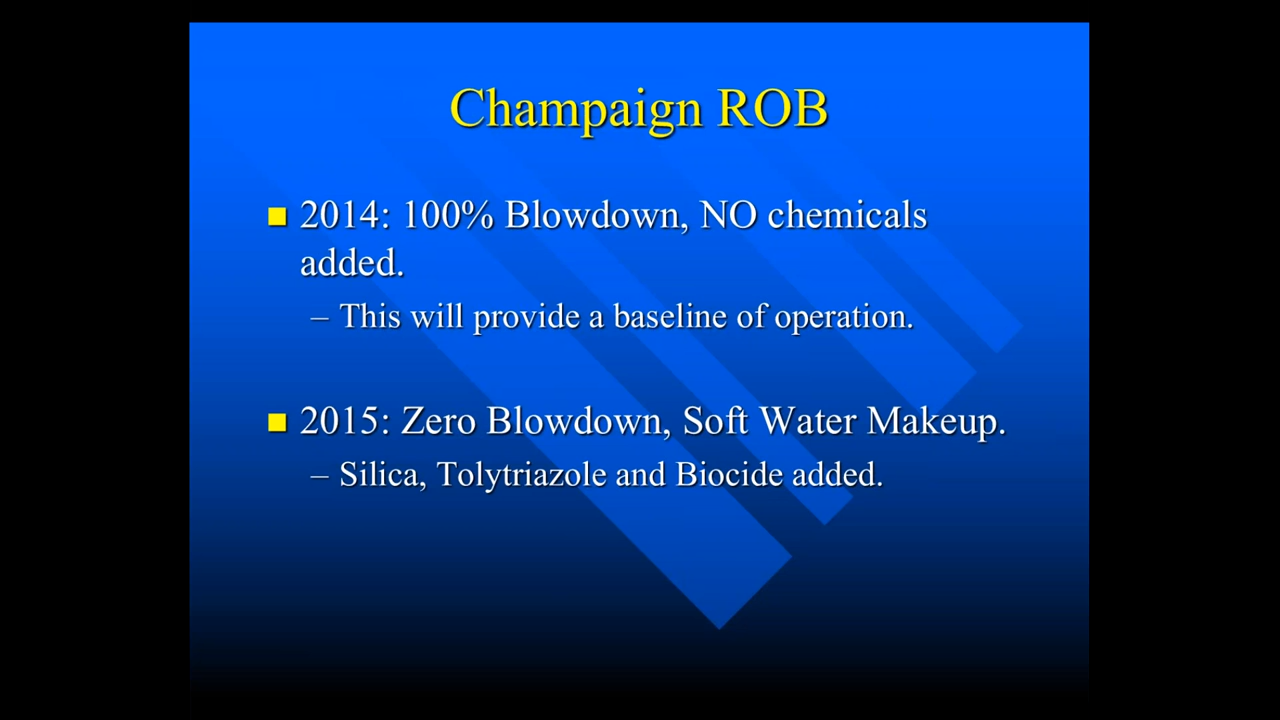 Champaign ROB
2014: 100% Blowdown, NO chemicals
added.
– This will provide a baseline of operation.
2015: Zero Blowdown, Soft Water Makeup.
– Silica, Tolytriazole and Biocide added.